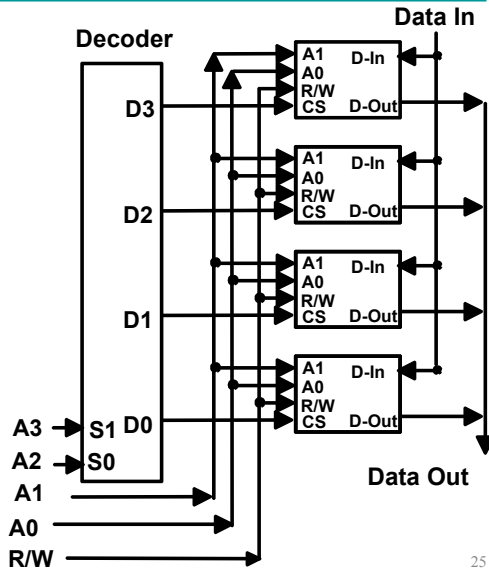 Data In
Decoder
D3
D2
D1
D0
S1
S0
A1
A0
R/W
CS
D-In
D-Out
A1
A0
R/W
CS
D-In
D-Out
A1
A0
R/W
CS
D-In
D-Out
A1
A0
R/W
CS
D-In
D-Out
A3
A2
A1
A0
R/W
Data Out
25